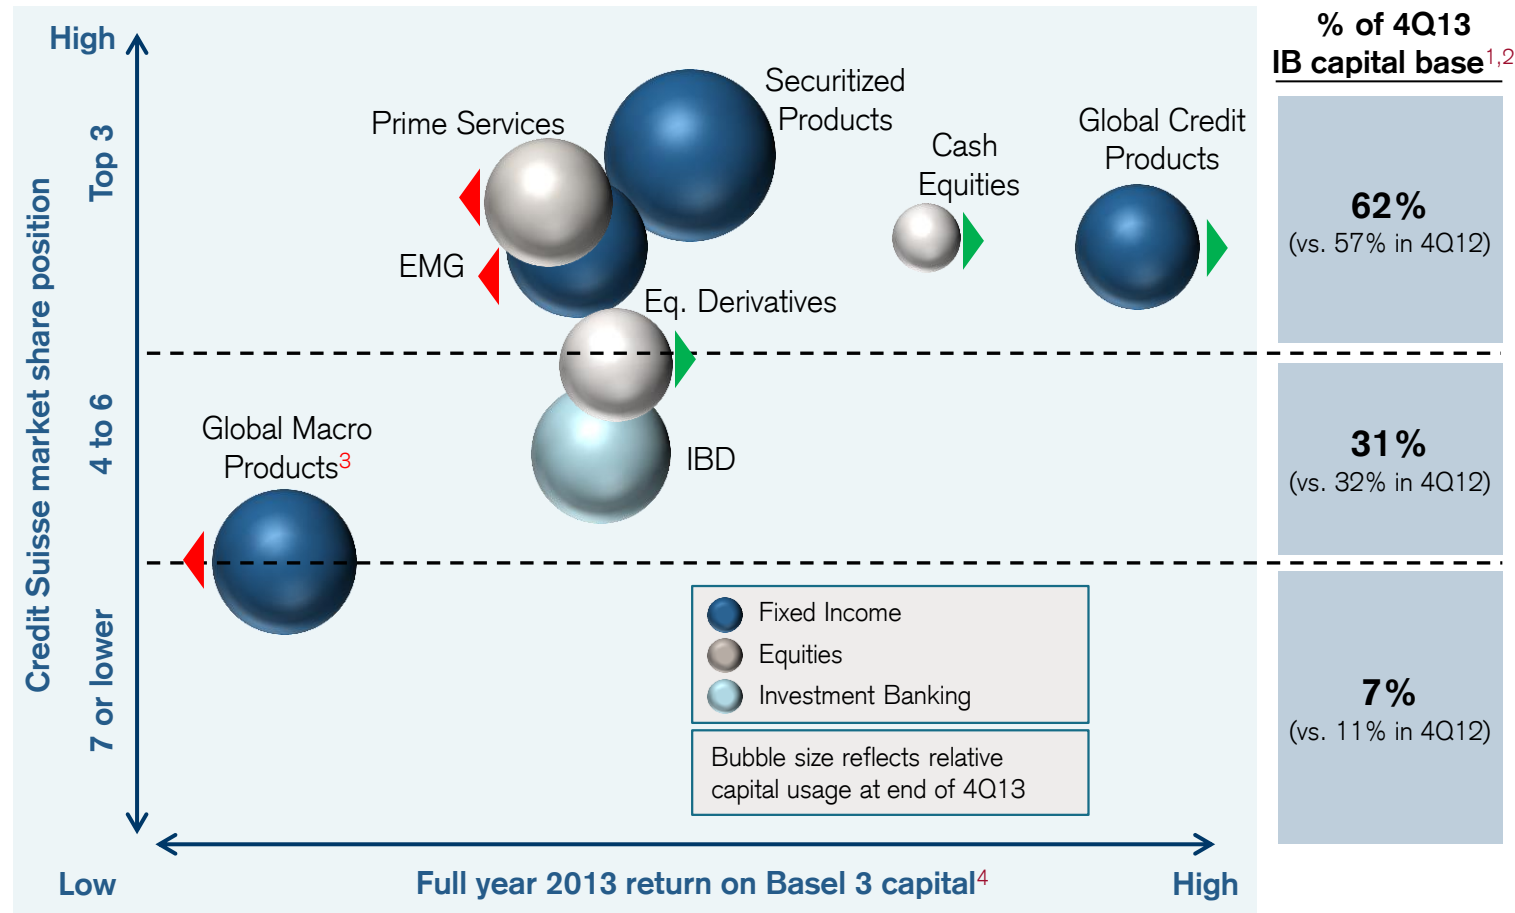 High
% of 4Q13
IB capital base1,2
Credit Suisse market share position
Top 3
4 to 6
7 or lower
Securitized
Products
Prime Services
Cash
Equities
Global Credit
Products
EMG
Eq. Derivatives
62%
(vs. 57% in 4Q12)
Global Macro
Products3
IBD
31%
(vs. 32% in 4Q12)
Fixed Income
Equities
Investment Banking
Bubble size reflects relative
capital usage at end of 4Q13
7%
(vs. 11% in 4Q12)
Low
Full year 2013 return on Basel 3 capital4
High